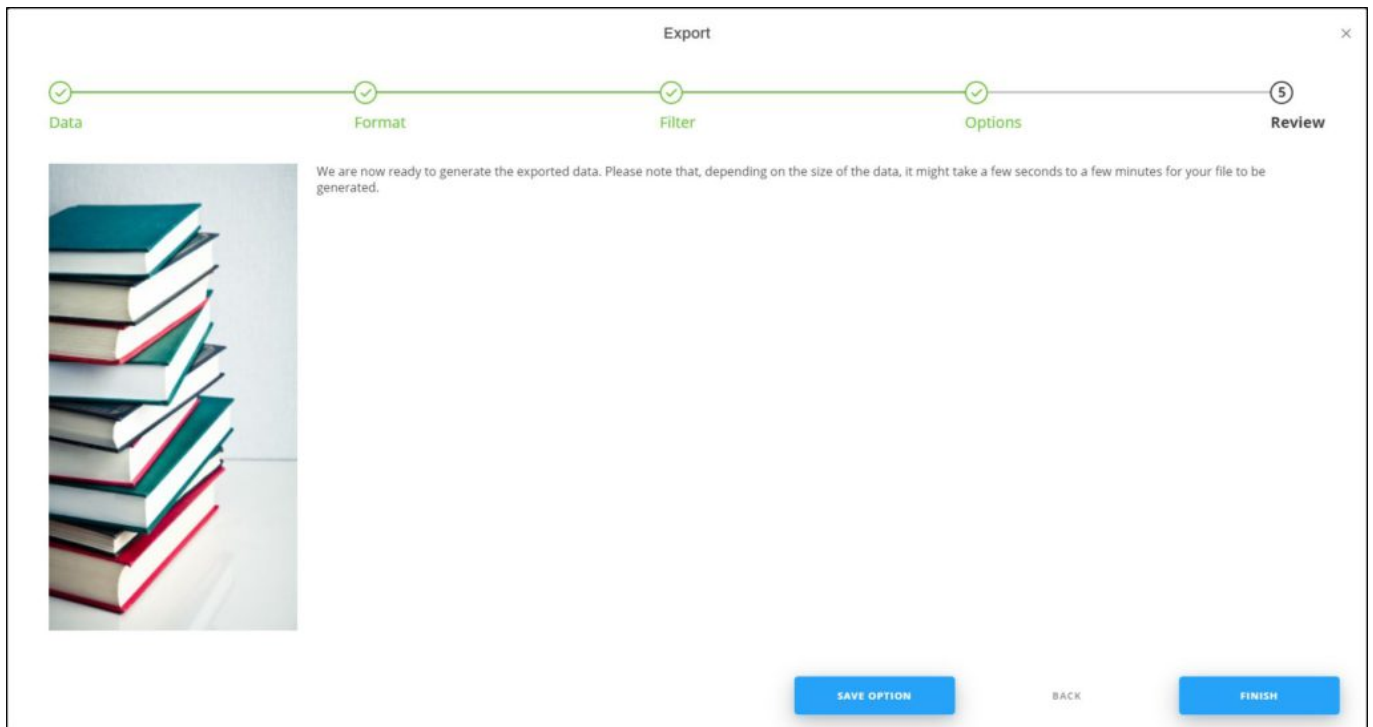 Export
×
Data Format Filter Options 5 Review
We are now ready to generate the exported data. Please note that, depending on the size of the data, it might take a few seconds to a few minutes for your file to be
generated.
SAVE OPTION BACK FINISH